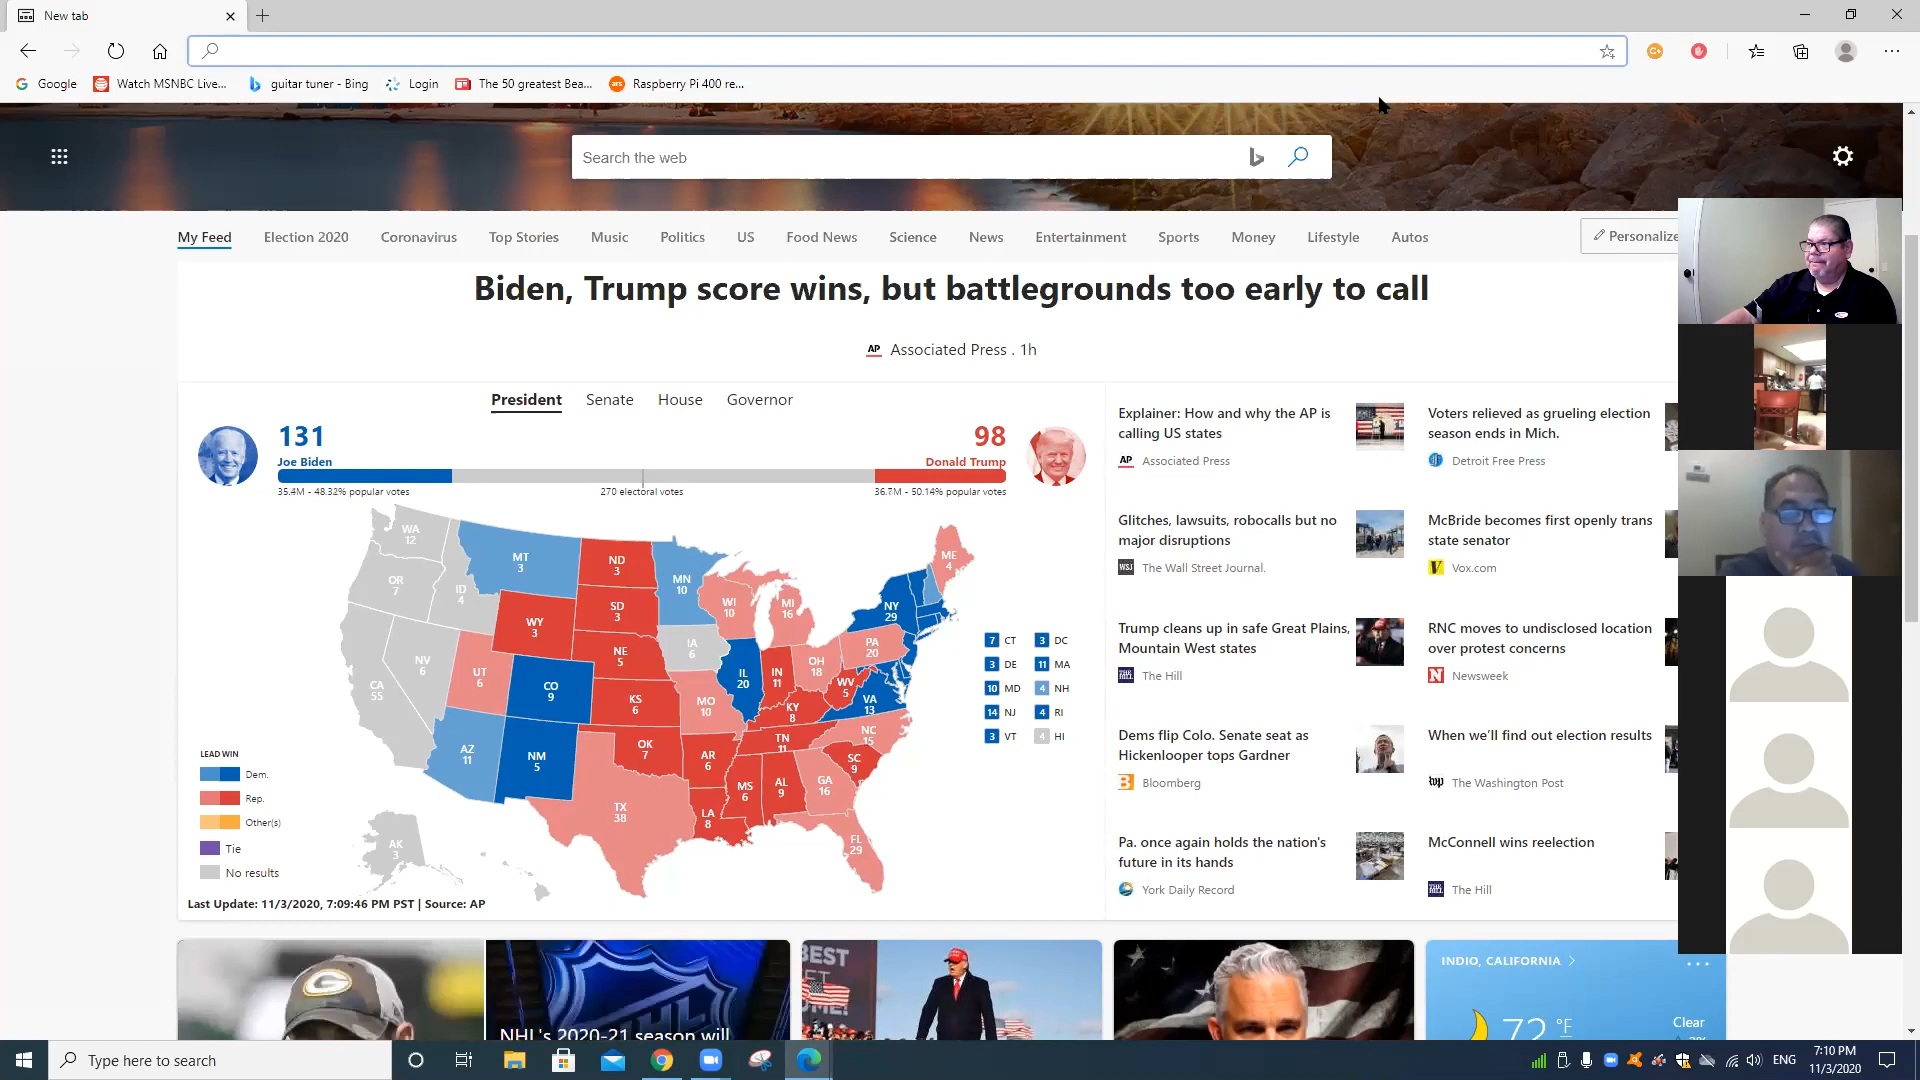 New tab
Google
Watch MSNBC Live...
guitar tuner - Bing
Login
The 50 greatest Bea...
Raspberry Pi 400 re...
Search the web
My Feed
Election 2020
Coronavirus
Top Stories
Music
Politics
US
Food News
Science
News
Entertainment
Sports
Money
Lifestyle
Autos
Personalize
Biden, Trump score wins, but battlegrounds too early to call
AP Associated Press . 1h
President
Senate
House
Governor
131
98
Joe Biden
Donald Trump
35.4M - 48.32% popular votes
270 electoral votes
36.7M - 50.14% popular votes
WA
12
OR
7
ID
4
MT
3
ND
3
MN
10
WI
10
MI
16
ME
4
NY
29
SD
3
WY
3
NE
5
IA
6
PA
20
NV
6
UT
6
CO
9
KS
6
MO
10
IL
20
IN
11
OH
18
WV
5
VA
13
KY
8
CA
55
AZ
11
NM
5
OK
7
AR
6
TN
11
NC
15
SC
9
MS
6
AL
9
GA
16
TX
38
LA
8
FL
29
AK
3
7 CT
3 DC
3 DE
11 MA
10 MD
4 NH
14 NJ
4 RI
3 VT
4 HI
LEAD WIN
Dem.
Rep.
Other(s)
Tie
No results
Last Update: 11/3/2020, 7:09:46 PM PST | Source: AP
Explainer: How and why the AP is
calling US states
AP Associated Press
Voters relieved as grueling election
season ends in Mich.
Detroit Free Press
Glitches, lawsuits, robocalls but no
major disruptions
WSJ The Wall Street Journal.
McBride becomes first openly trans
state senator
Vox.com
Trump cleans up in safe Great Plains,
Mountain West states
The Hill
RNC moves to undisclosed location
over protest concerns
N Newsweek
Dems flip Colo. Senate seat as
Hickenlooper tops Gardner
B Bloomberg
When we'll find out election results
wp The Washington Post
Pa. once again holds the nation's
future in its hands
York Daily Record
McConnell wins reelection
The Hill
NHL's 2020-21 season will
INDIO, CALIFORNIA
72 °F
Clear
Type here to search
ENG
7:10 PM
11/3/2020